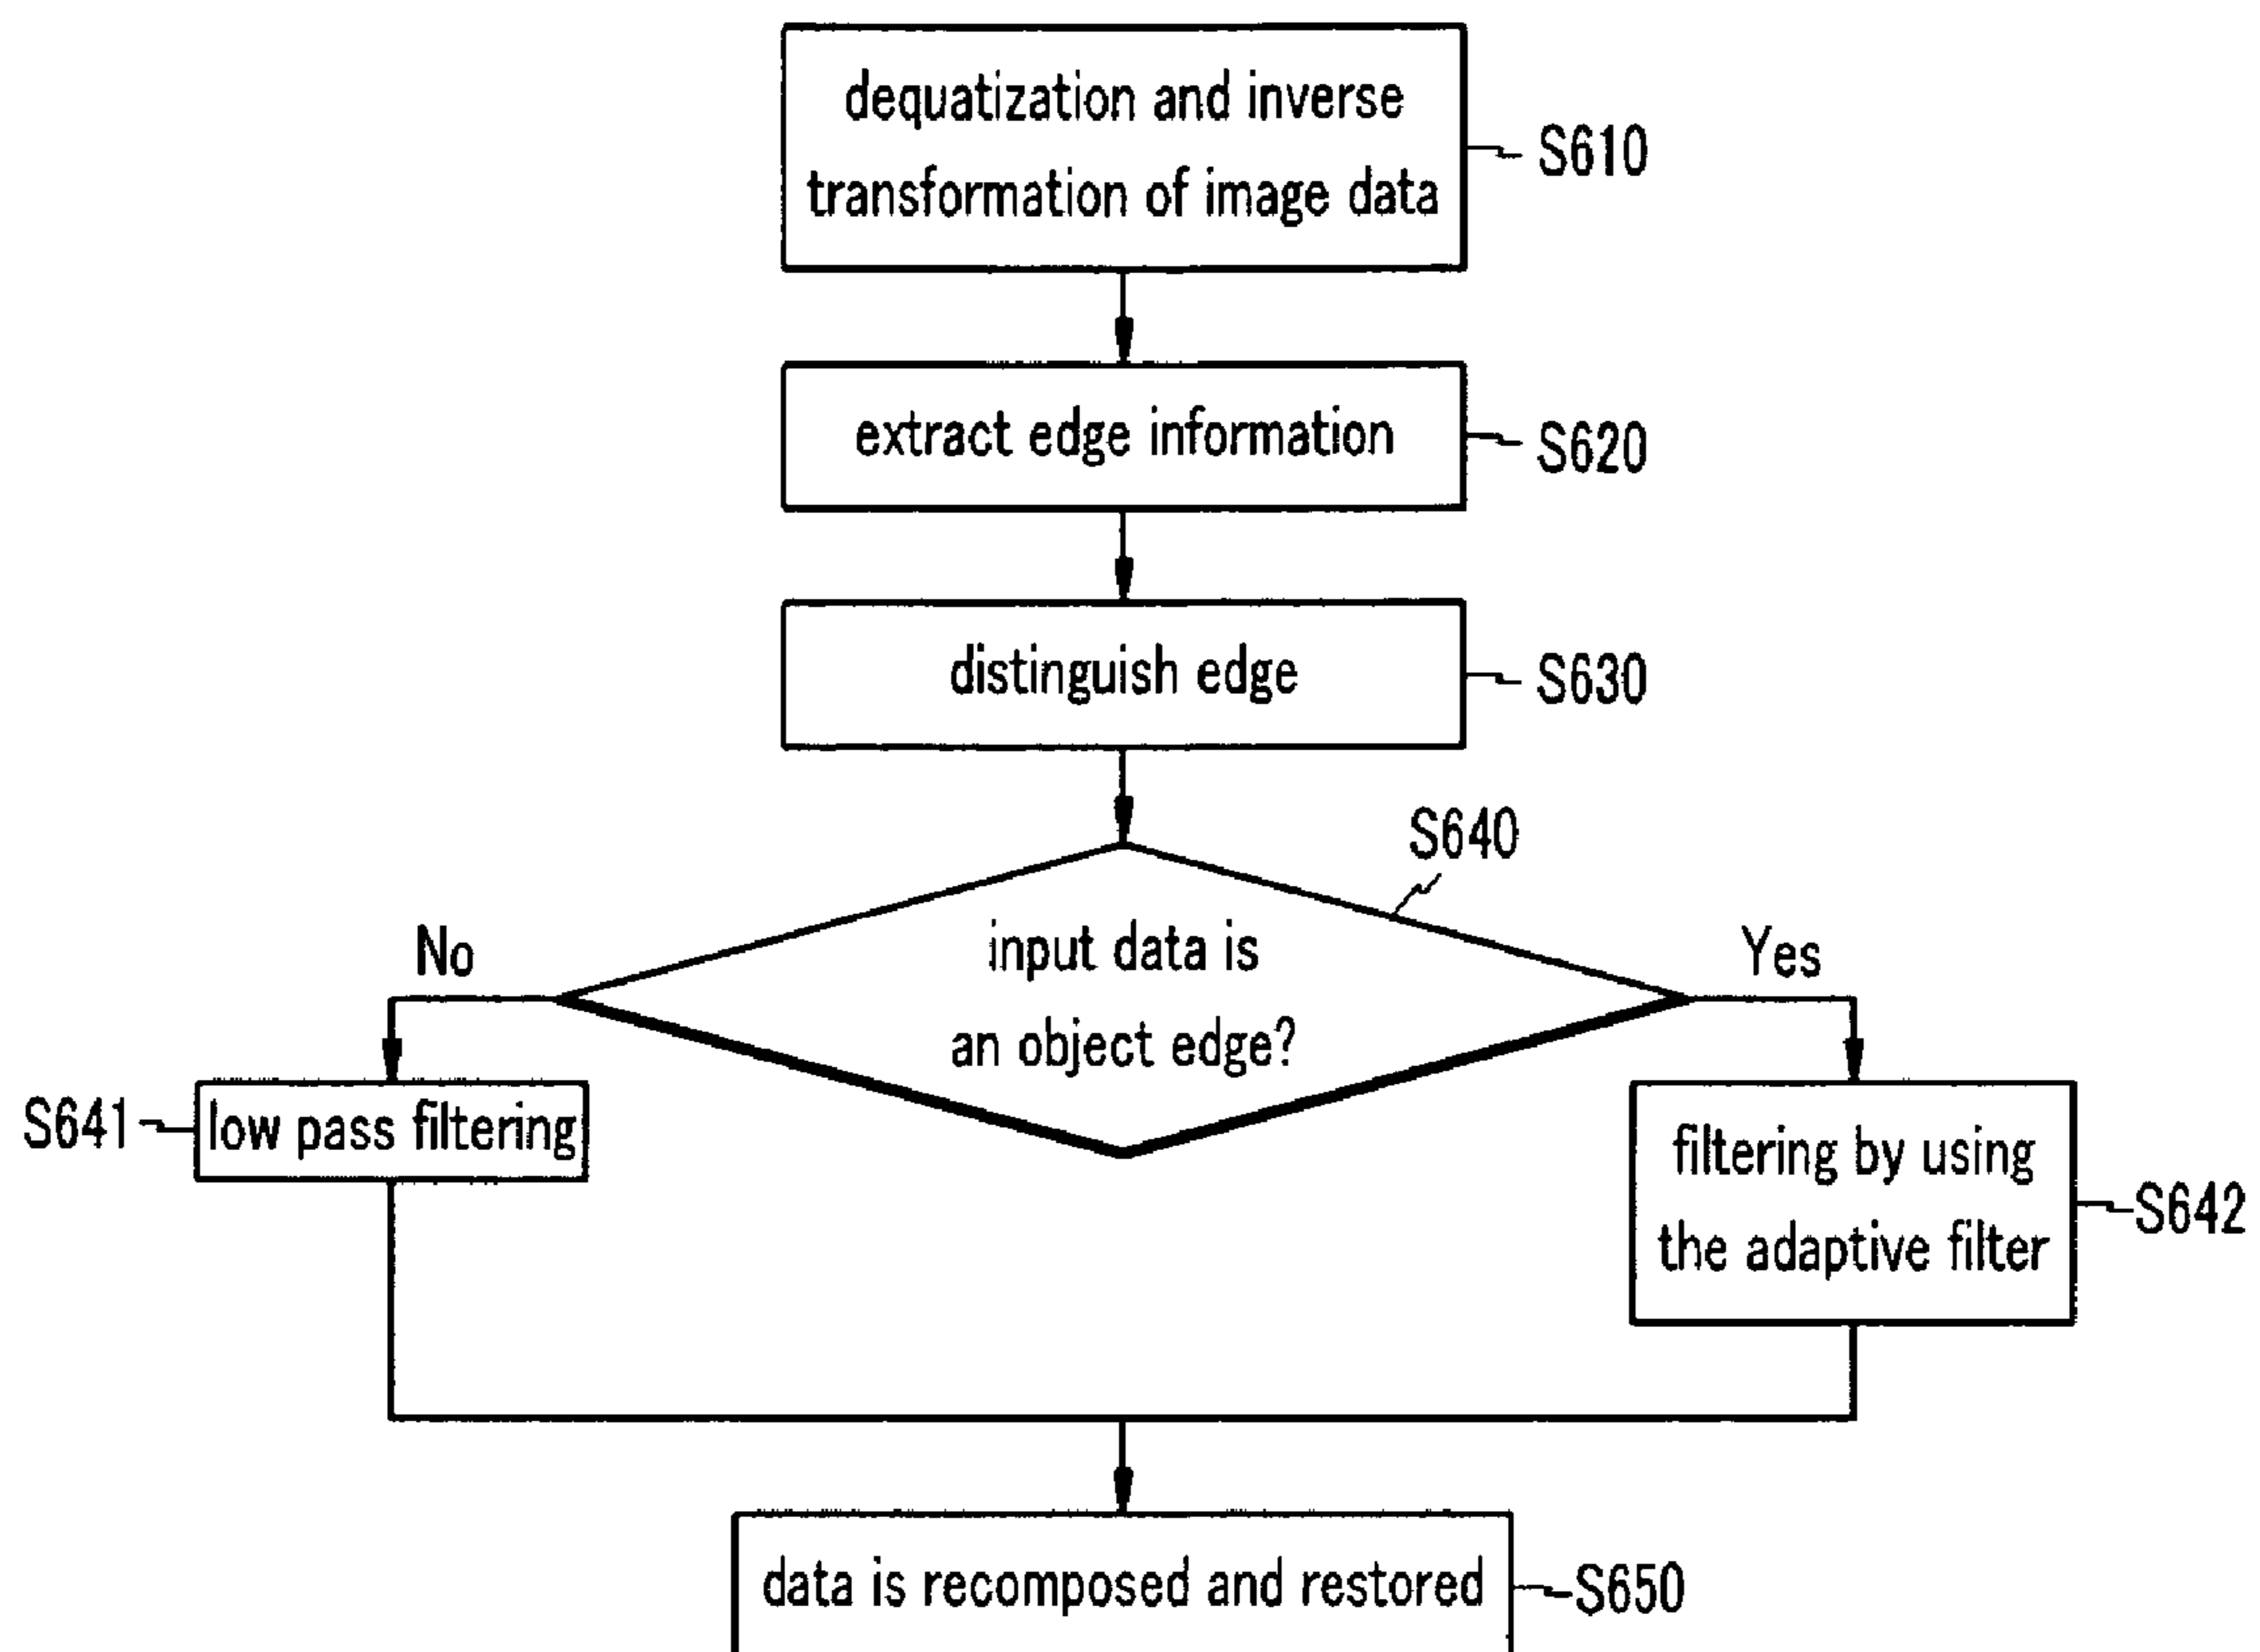 dequatization and inverse
transformation of image data
S610
extract edge information
S620
distinguish edge
S630
S640
input data is
an object edge?
No
Yes
S641
low pass filtering
filtering by using
the adaptive filter
S642
data is recomposed and restored
S650